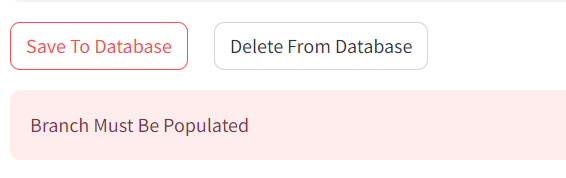 Save To Database Delete From Database
Branch Must Be Populated